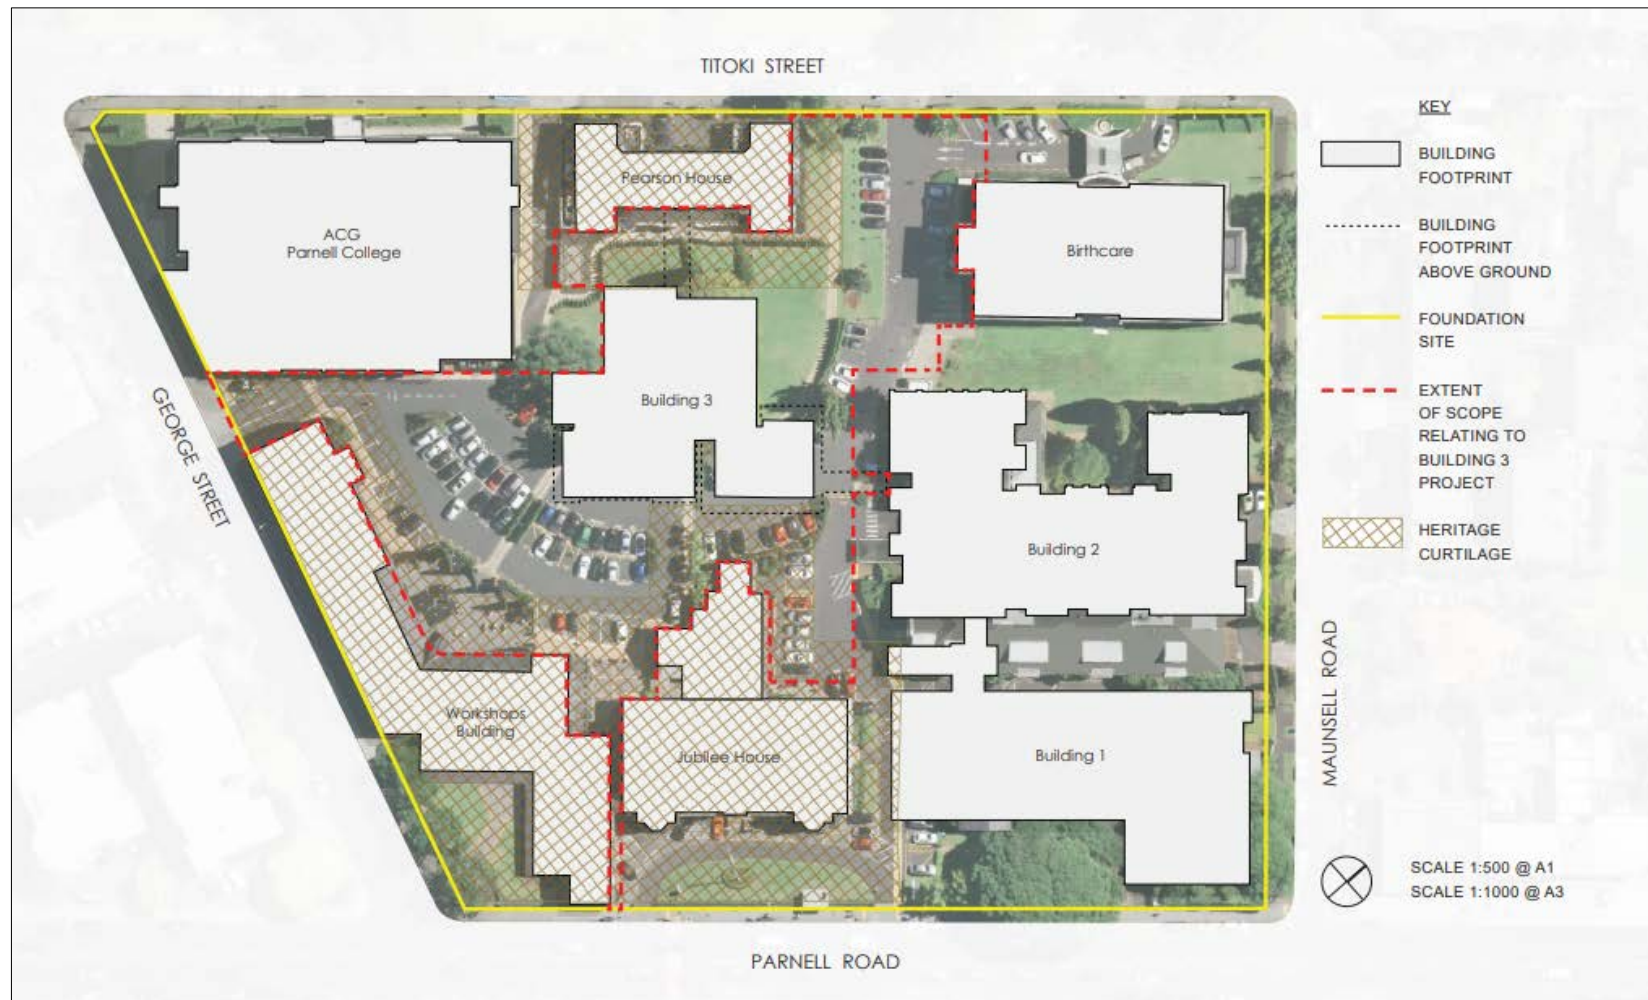 TITOKI STREET
KEY
BUILDING
FOOTPRINT
BUILDING
FOOTPRINT
ABOVE GROUND
FOUNDATION
SITE
EXTENT
OF SCOPE
RELATING TO
BUILDING 3
PROJECT
HERITAGE
CURTILAGE
Pearson House
ACG
Parnell College
Birthcare
Building 3
GEORGE STREET
Building 2
Workshops
Building
Jubilee House
Building 1
MAUNSELL ROAD
SCALE 1:500 @ A1
SCALE 1:1000 @ A3
PARNELL ROAD